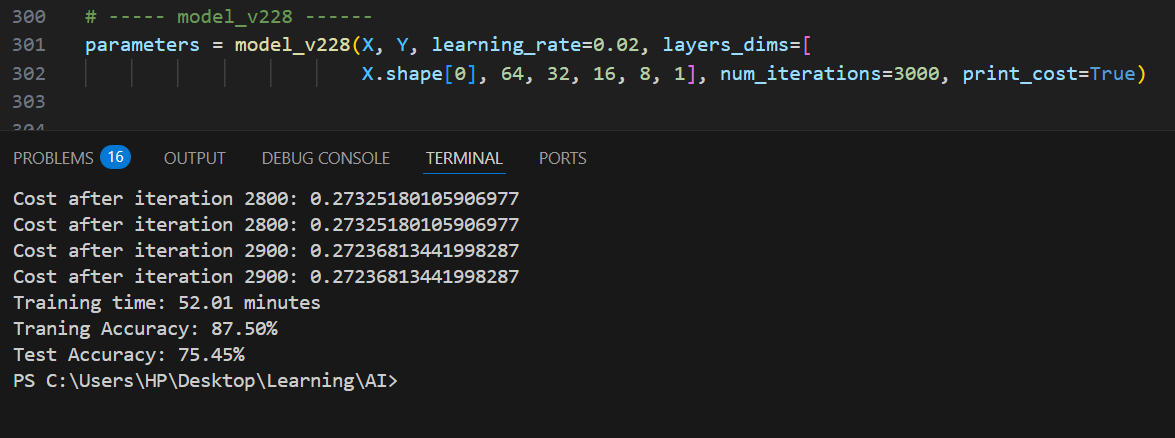 300 # ----- model_v228 ------
301 parameters = model_v228(X, Y, learning_rate=0.02, layers_dims=[
302 X.shape[0], 64, 32, 16, 8, 1], num_iterations=3000, print_cost=True)
303
304
PROBLEMS 16 OUTPUT DEBUG CONSOLE TERMINAL PORTS
Cost after iteration 2800: 0.27325180105906977
Cost after iteration 2800: 0.27325180105906977
Cost after iteration 2900: 0.27236813441998287
Cost after iteration 2900: 0.27236813441998287
Training time: 52.01 minutes
Traning Accuracy: 87.50%
Test Accuracy: 75.45%
PS C:\Users\HP\Desktop\Learning\AI>